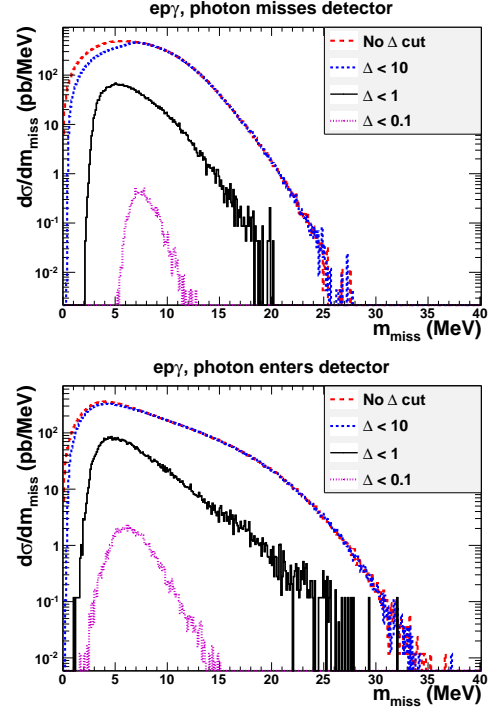 epγ, photon misses detector
dσ/dm_miss (pb/MeV)
10²
10
1
10⁻¹
10⁻²
No Δ cut
Δ < 10
Δ < 1
Δ < 0.1
0 5 10 15 20 25 30 35 40
m_miss (MeV)
epγ, photon enters detector
dσ/dm_miss (pb/MeV)
10²
10
1
10⁻¹
10⁻²
No Δ cut
Δ < 10
Δ < 1
Δ < 0.1
0 5 10 15 20 25 30 35 40
m_miss (MeV)